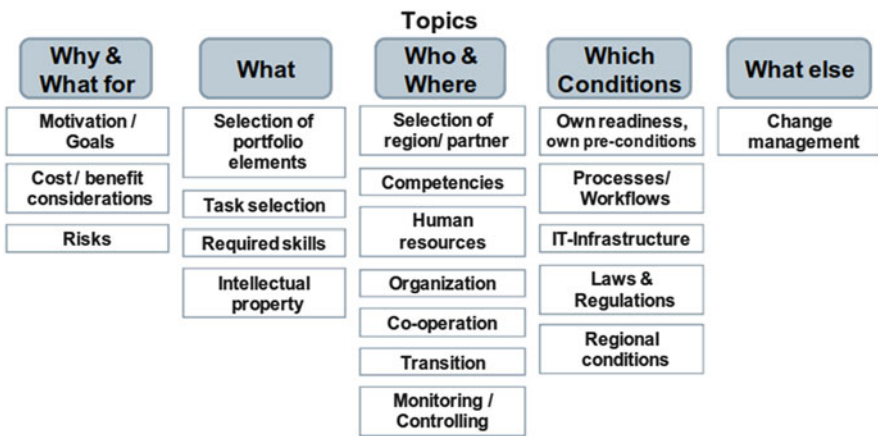 Topics
Why &
What for
What
Who &
Where
Which
Conditions
What else
Motivation /
Goals
Cost / benefit
considerations
Risks
Selection of
portfolio
elements
Task selection
Required skills
Intellectual
property
Selection of
region/ partner
Competencies
Human
resources
Organization
Co-operation
Transition
Monitoring /
Controlling
Own readiness,
own pre-conditions
Processes/
Workflows
IT-Infrastructure
Laws &
Regulations
Regional
conditions
Change
management